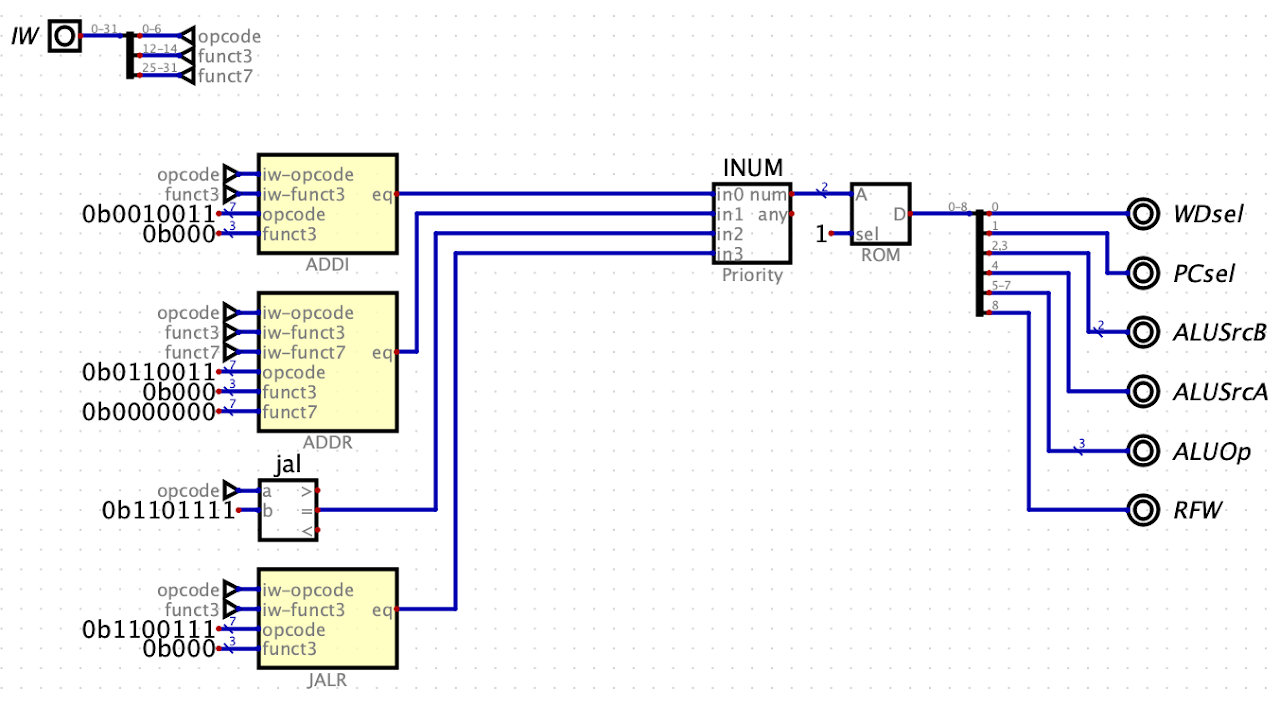 IW 0-31 0-6 opcode
12-14 funct3
25-31 funct7
opcode iw-opcode
funct3 iw-funct3 eq
0b0010011 7 opcode
0b000 3 funct3
ADDI
opcode iw-opcode
funct3 iw-funct3
funct7 iw-funct7 eq
0b0110011 7 opcode
0b000 3 funct3
0b0000000 7 funct7
ADDR
jal
opcode a >
0b1101111 b =
<
opcode iw-opcode
funct3 iw-funct3 eq
0b1100111 7 opcode
0b000 3 funct3
JALR
INUM
in0 num 2
in1 any
in2
in3
Priority
A
D
1 sel
ROM
0-8 0 WDsel
1 PCsel
2,3 2 ALUSrcB
4 ALUSrcA
5-7 3 ALUOp
8 RFW